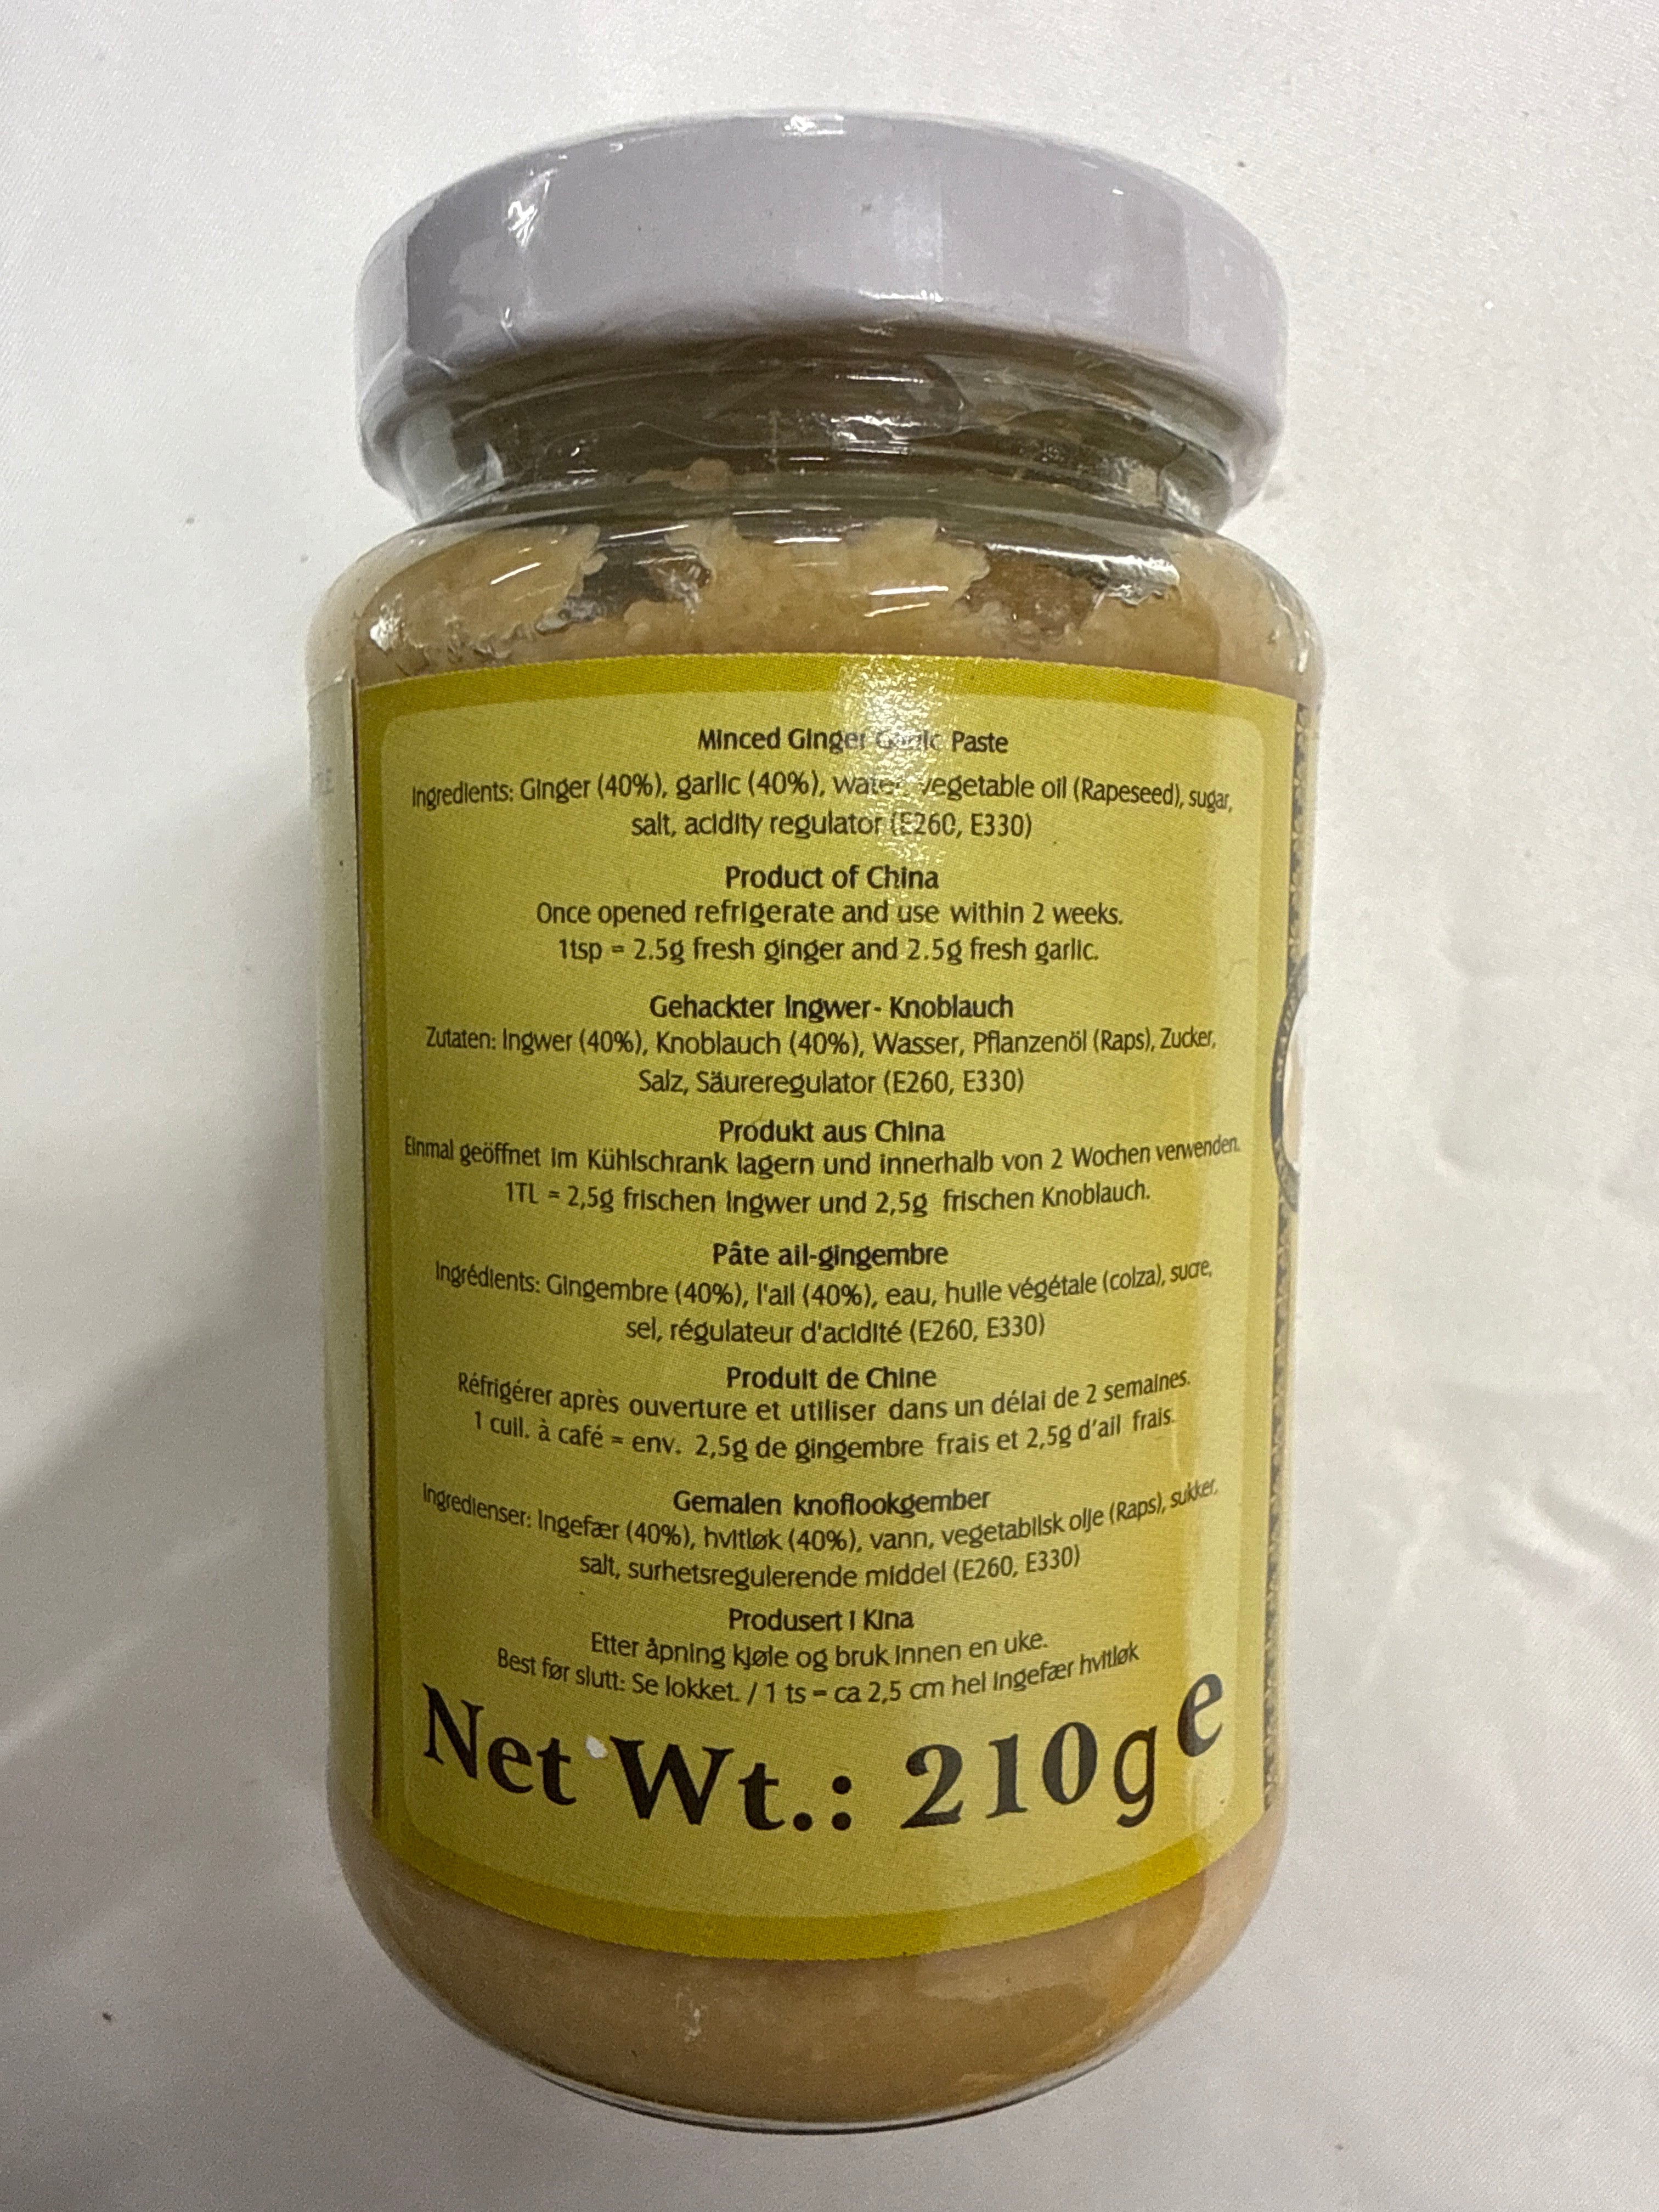 Minced Ginger Garlic Paste
Ingredients: Ginger (40%), garlic (40%), water, vegetable oil (Rapeseed), sugar,
salt, acidity regulator (E260, E330)
Product of China
Once opened refrigerate and use within 2 weeks.
1tsp = 2.5g fresh ginger and 2.5g fresh garlic.
Gehackter Ingwer- Knoblauch
Zutaten: Ingwer (40%), Knoblauch (40%), Wasser, Pflanzenöl (Raps), Zucker,
Salz, Säureregulator (E260, E330)
Produkt aus China
Einmal geöffnet im Kühlschrank lagern und innerhalb von 2 Wochen verwenden.
1TL = 2,5g frischen Ingwer und 2,5g frischen Knoblauch.
Pâte ail-gingembre
Ingrédients: Gingembre (40%), l'ail (40%), eau, huile végétale (colza), sucre,
sel, régulateur d'acidité (E260, E330)
Produit de Chine
Réfrigérer après ouverture et utiliser dans un délai de 2 semaines.
1 cuil. à café = env. 2,5g de gingembre frais et 2,5g d'ail frais.
Gemalen knoflookgember
Ingredienser: Ingefær (40%), hvitløk (40%), vann, vegetabilsk olje (Raps), sukker,
salt, surhetsregulerende middel (E260, E330)
Produsert i Kina
Etter åpning kjøle og bruk innen en uke.
Best før slutt: Se lokket. / 1 ts = ca 2,5 cm hel ingefær hvitløk
Net Wt.: 210g e